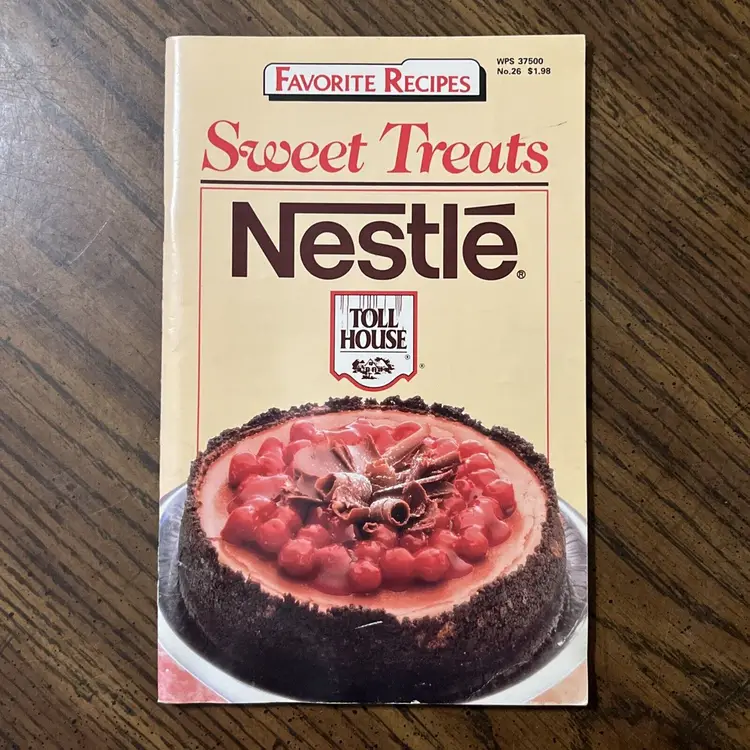 WPS 37500
FAVORITE RECIPES
No.26 $1.98
Sweet Treats
Nestlé®
TOLL
HOUSE®
®